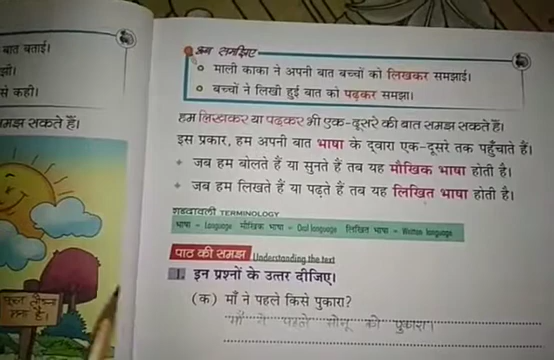 बात बताई।
से कही।
मझ सकते हैं।
अब समझिए
माली काका ने अपनी बात बच्चों को लिखकर समझाई।
बच्चों ने लिखी हुई बात को पढ़कर समझा।
हम लिखकर या पढ़कर भी एक-दूसरे की बात समझ सकते हैं।
इस प्रकार, हम अपनी बात भाषा के द्वारा एक-दूसरे तक पहुँचाते हैं।
जब हम बोलते हैं या सुनते हैं तब यह मौखिक भाषा होती है।
जब हम लिखते हैं या पढ़ते हैं तब यह लिखित भाषा होती है।
शब्दावली TERMINOLOGY
भाषा - Language मौखिक भाषा - Oral language लिखित भाषा - Written language
पाठ की समझ Understanding the text
1. इन प्रश्नों के उत्तर दीजिए।
(क) माँ ने पहले किसे पुकारा?
माँ ने पहले सोनू को पुकारा।
फूल तोड़ना
मना है।